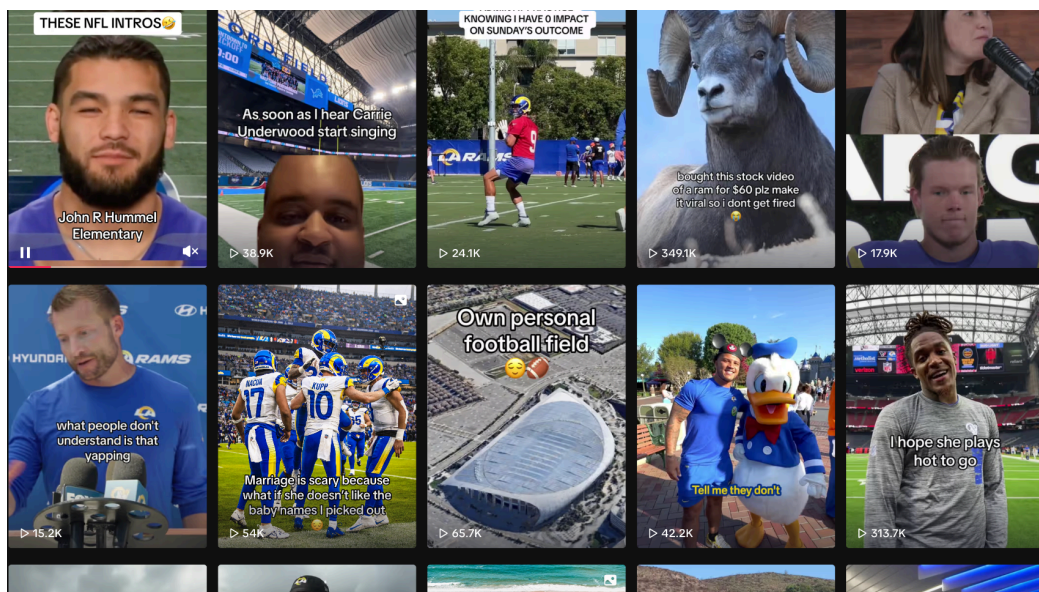 THESE NFL INTROS🤣
John R Hummel
Elementary
As soon as I hear Carrie
Underwood start singing
38.9K
KNOWING I HAVE 0 IMPACT
ON SUNDAY'S OUTCOME
RAMS
9
24.1K
bought this stock video
of a ram for $60 plz make
it viral so i dont get fired
😭
349.1K
17.9K
HYUNDAI
RAMS
what people don't
understand is that
yapping
15.2K
NACUA
17
KUPP
10
Marriage is scary because
what if she doesn't like the
baby names I picked out
54K
Own personal
football field
😌🏈
65.7K
Tell me they don't
42.2K
verizon
I hope she plays
hot to go
313.7K